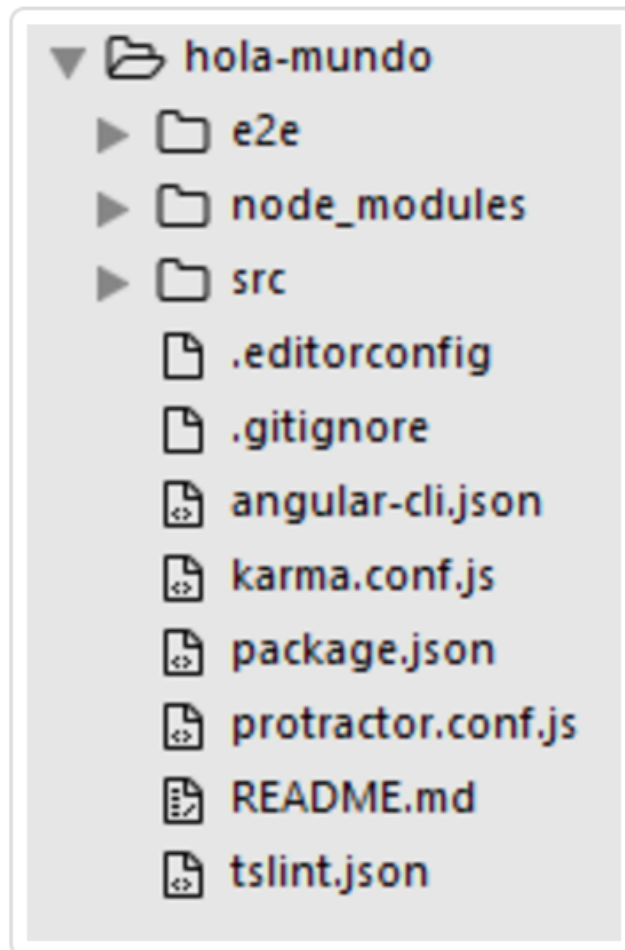 hola-mundo
e2e
node_modules
src
.editorconfig
.gitignore
angular-cli.json
karma.conf.js
package.json
protractor.conf.js
README.md
tslint.json